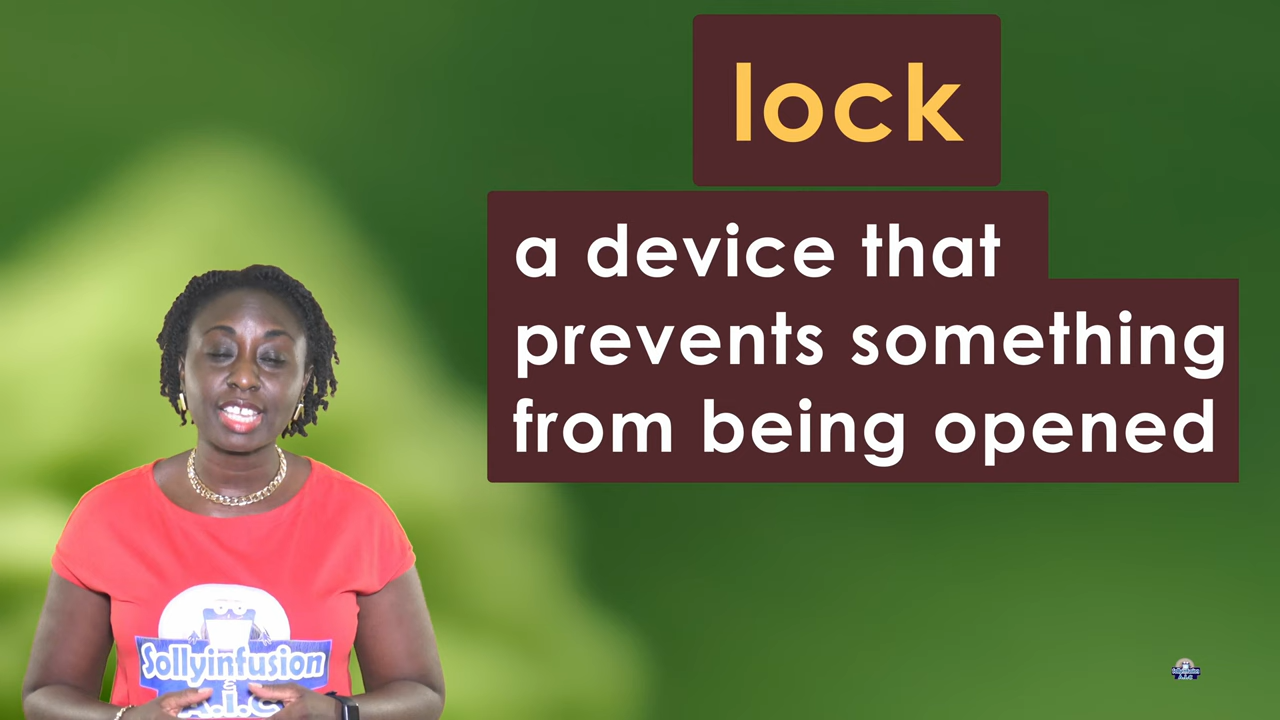 lock
a device that
prevents something
from being opened
Sollyinfusion
&
A.I.C